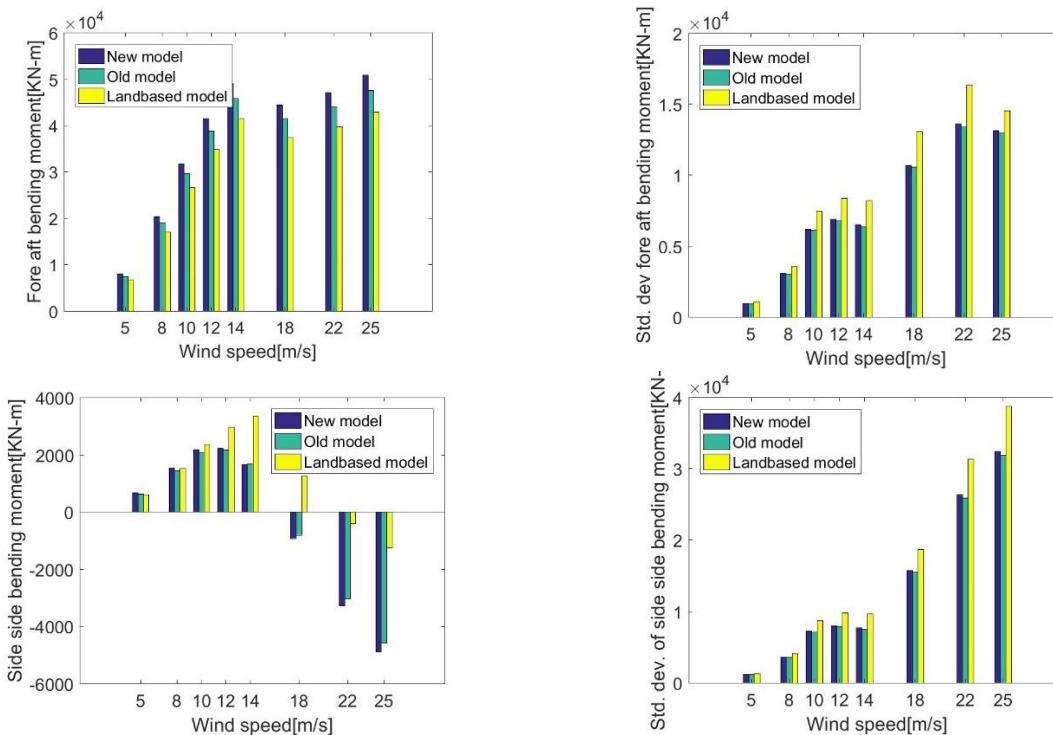 ×10⁴
6
5
4
3
2
1
0
Fore aft bending moment[KN-m]
New model
Old model
Landbased model
5 8 10 12 14 18 22 25
Wind speed[m/s]
×10⁴
2
1.5
1
0.5
0
Std. dev fore aft bending moment[KN-m]
New model
Old model
Landbased model
5 8 10 12 14 18 22 25
Wind speed[m/s]
4000
2000
0
-2000
-4000
-6000
Side side bending moment[KN-m]
New model
Old model
Landbased model
5 8 10 12 14 18 22 25
Wind speed[m/s]
×10⁴
4
3
2
1
0
Std. dev. of side side bending moment[KN-
New model
Old model
Landbased model
5 8 10 12 14 18 22 25
Wind speed[m/s]